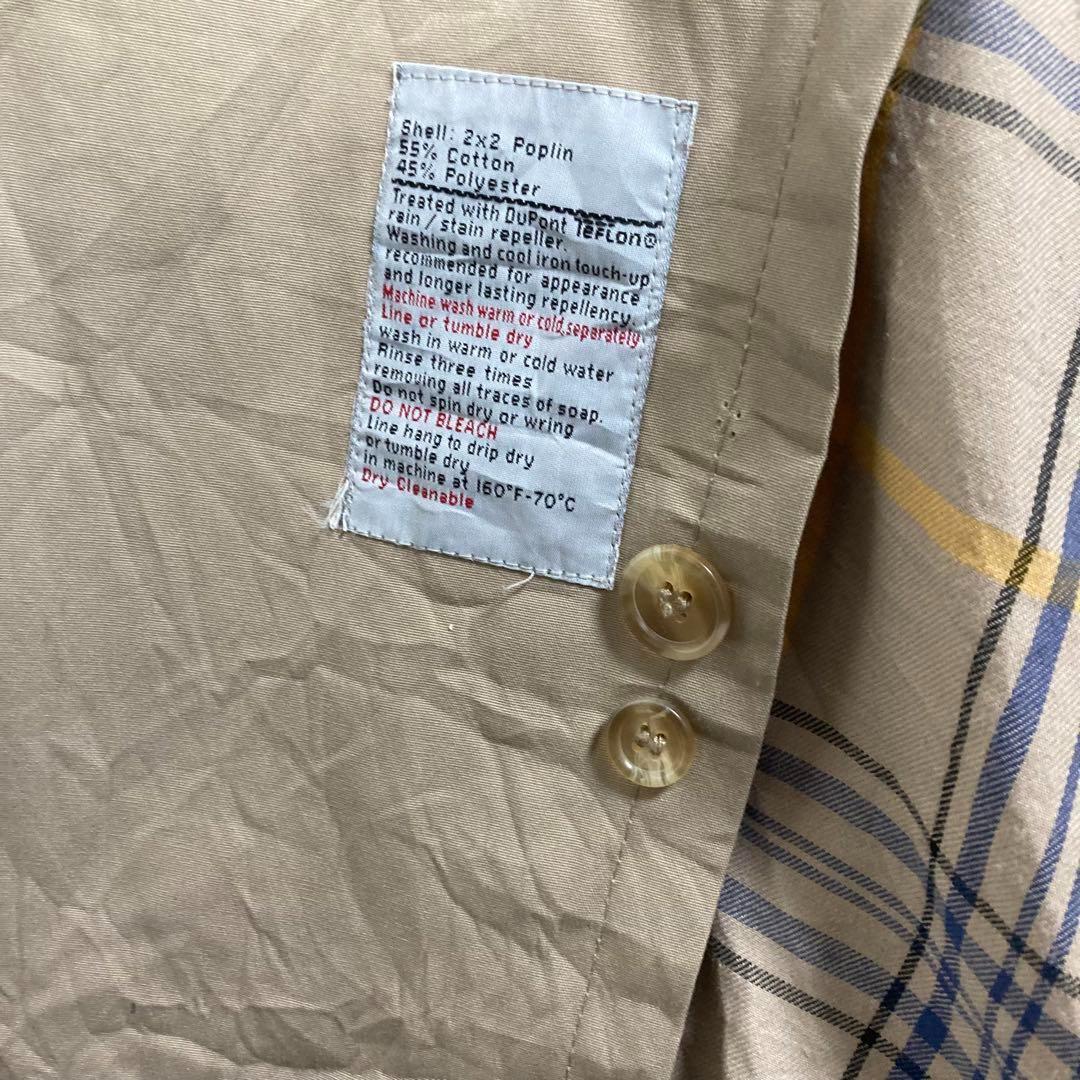 Shell: 2x2 Poplin
55% Cotton
45% Polyester
Treated with DuPont Teflon®
rain / stain repeller.
Washing and cool iron touch-up
recommended for appearance
and longer lasting repellency.
Machine wash warm or cold, separately
Line or tumble dry
wash in warm or cold water
Rinse three times
removing all traces of soap.
Do not spin dry or wring
DO NOT BLEACH
Line hang to drip dry
or tumble dry
in machine at 160°F-70°C
Dry Cleanable